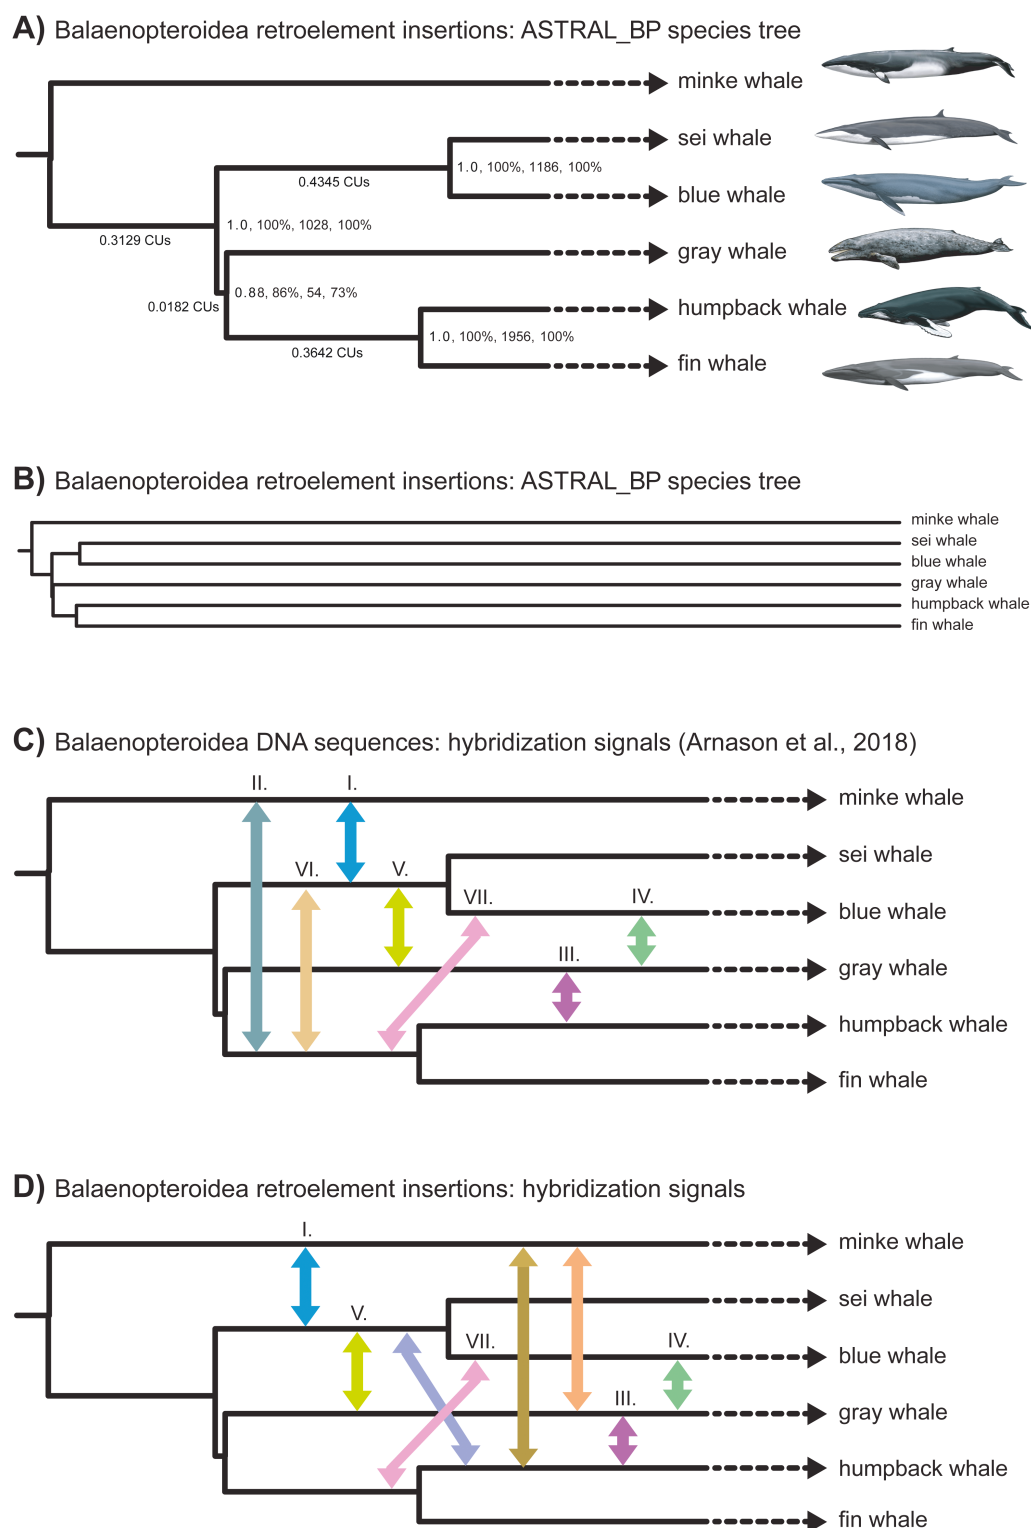 A) Balaenopteroidea retroelement insertions: ASTRAL_BP species tree
minke whale
sei whale
1.0, 100%, 1186, 100%
0.4345 CUs
blue whale
1.0, 100%, 1028, 100%
0.3129 CUs
gray whale
0.88, 86%, 54, 73%
0.0182 CUs
humpback whale
1.0, 100%, 1956, 100%
0.3642 CUs
fin whale
B) Balaenopteroidea retroelement insertions: ASTRAL_BP species tree
minke whale
sei whale
blue whale
gray whale
humpback whale
fin whale
C) Balaenopteroidea DNA sequences: hybridization signals (Arnason et al., 2018)
II. I.
minke whale
sei whale
VI. V.
VII. IV.
blue whale
III.
gray whale
humpback whale
fin whale
D) Balaenopteroidea retroelement insertions: hybridization signals
I.
minke whale
sei whale
V.
VII. IV.
blue whale
III.
gray whale
humpback whale
fin whale